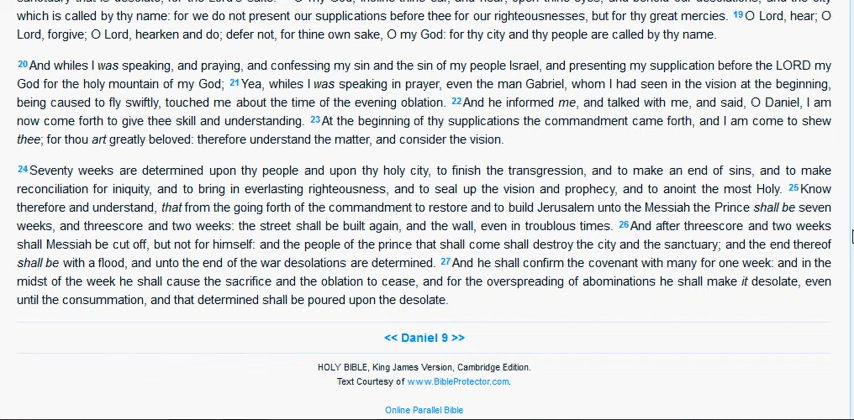 which is called by thy name: for we do not present our supplications before thee for our righteousnesses, but for thy great mercies. 19O Lord, hear; O
Lord, forgive; O Lord, hearken and do; defer not, for thine own sake, O my God: for thy city and thy people are called by thy name.
20And whiles I was speaking, and praying, and confessing my sin and the sin of my people Israel, and presenting my supplication before the LORD my
God for the holy mountain of my God; 21Yea, whiles I was speaking in prayer, even the man Gabriel, whom I had seen in the vision at the beginning,
being caused to fly swiftly, touched me about the time of the evening oblation. 22And he informed me, and talked with me, and said, O Daniel, I am
now come forth to give thee skill and understanding. 23At the beginning of thy supplications the commandment came forth, and I am come to shew
thee; for thou art greatly beloved: therefore understand the matter, and consider the vision.
24Seventy weeks are determined upon thy people and upon thy holy city, to finish the transgression, and to make an end of sins, and to make
reconciliation for iniquity, and to bring in everlasting righteousness, and to seal up the vision and prophecy, and to anoint the most Holy. 25Know
therefore and understand, that from the going forth of the commandment to restore and to build Jerusalem unto the Messiah the Prince shall be seven
weeks, and threescore and two weeks: the street shall be built again, and the wall, even in troublous times. 26And after threescore and two weeks
shall Messiah be cut off, but not for himself: and the people of the prince that shall come shall destroy the city and the sanctuary; and the end thereof
shall be with a flood, and unto the end of the war desolations are determined. 27And he shall confirm the covenant with many for one week: and in the
midst of the week he shall cause the sacrifice and the oblation to cease, and for the overspreading of abominations he shall make it desolate, even
until the consummation, and that determined shall be poured upon the desolate.
<< Daniel 9 >>
HOLY BIBLE, King James Version, Cambridge Edition.
Text Courtesy of www.BibleProtector.com.
Online Parallel Bible